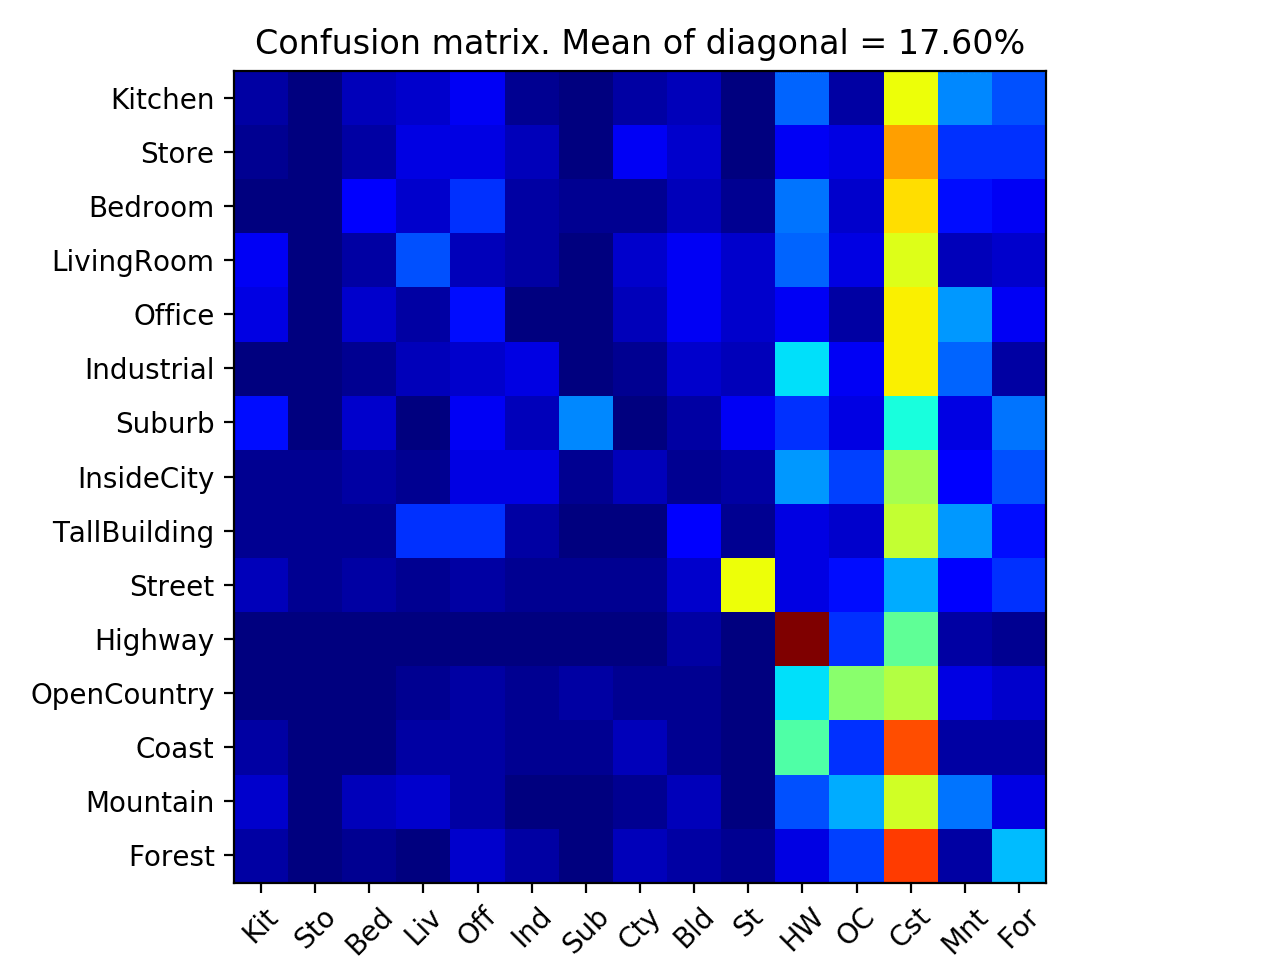 Confusion matrix. Mean of diagonal = 17.60%
Kitchen
Store
Bedroom
LivingRoom
Office
Industrial
Suburb
InsideCity
TallBuilding
Street
Highway
OpenCountry
Coast
Mountain
Forest
Kit Sto Bed Liv Off Ind Sub Cty Bld St HW OC Cst Mnt For